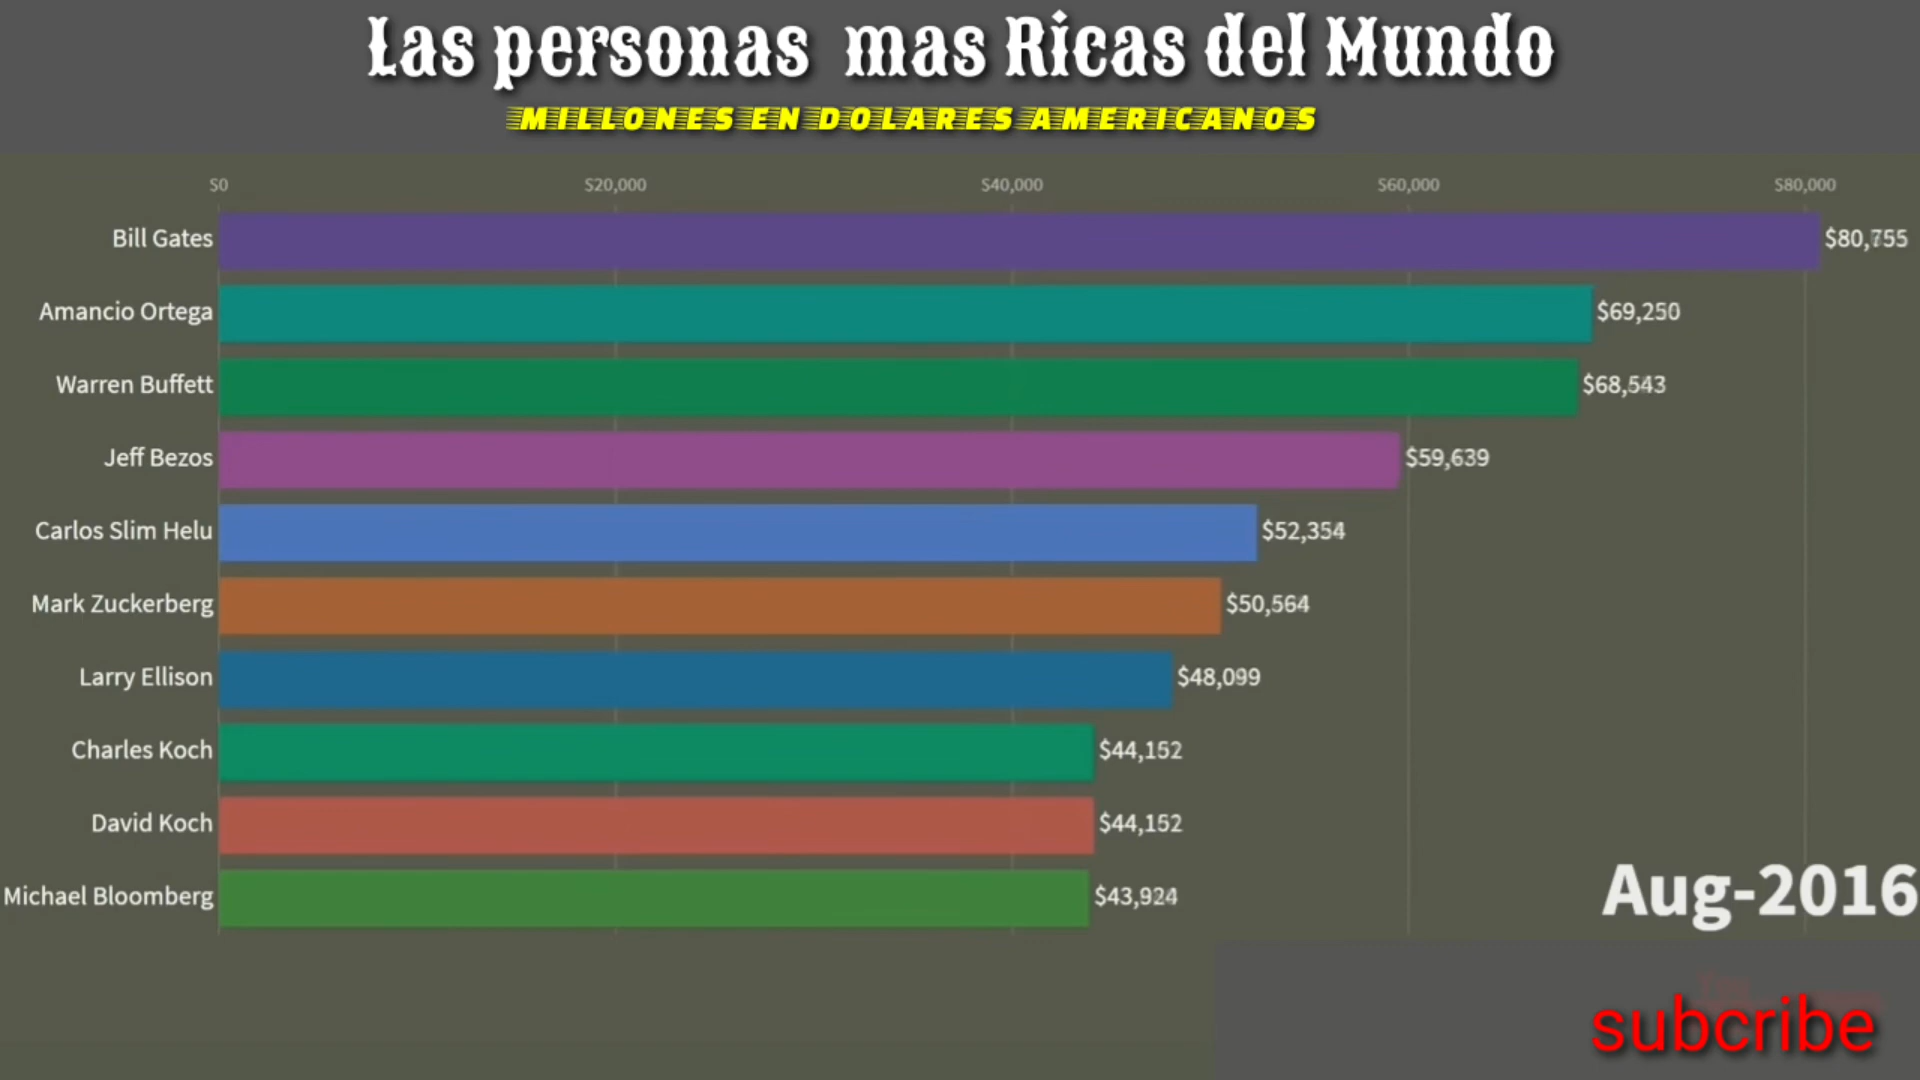 Las personas mas Ricas del Mundo
MILLONES EN DOLARES AMERICANOS
$0 $20,000 $40,000 $60,000 $80,000
Bill Gates $80,755
Amancio Ortega $69,250
Warren Buffett $68,543
Jeff Bezos $59,639
Carlos Slim Helu $52,354
Mark Zuckerberg $50,564
Larry Ellison $48,099
Charles Koch $44,152
David Koch $44,152
Michael Bloomberg $43,924
Aug-2016
subcribe